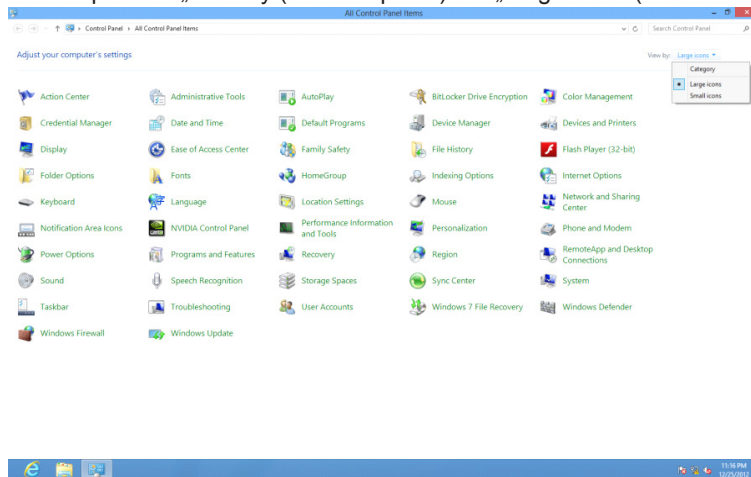 All Control Panel Items
Control Panel ▸ All Control Panel Items
Search Control Panel
Adjust your computer's settings
View by: Large icons
Category
Large icons
Small icons
Action Center Administrative Tools AutoPlay BitLocker Drive Encryption Color Management
Credential Manager Date and Time Default Programs Device Manager Devices and Printers
Display Ease of Access Center Family Safety File History Flash Player (32-bit)
Folder Options Fonts HomeGroup Indexing Options Internet Options
Keyboard Language Location Settings Mouse Network and Sharing
Center
Notification Area Icons NVIDIA Control Panel Performance Information
and Tools Personalization Phone and Modem
Power Options Programs and Features Recovery Region RemoteApp and Desktop
Connections
Sound Speech Recognition Storage Spaces Sync Center System
Taskbar Troubleshooting User Accounts Windows 7 File Recovery Windows Defender
Windows Firewall Windows Update
11:16 PM
12/25/2012